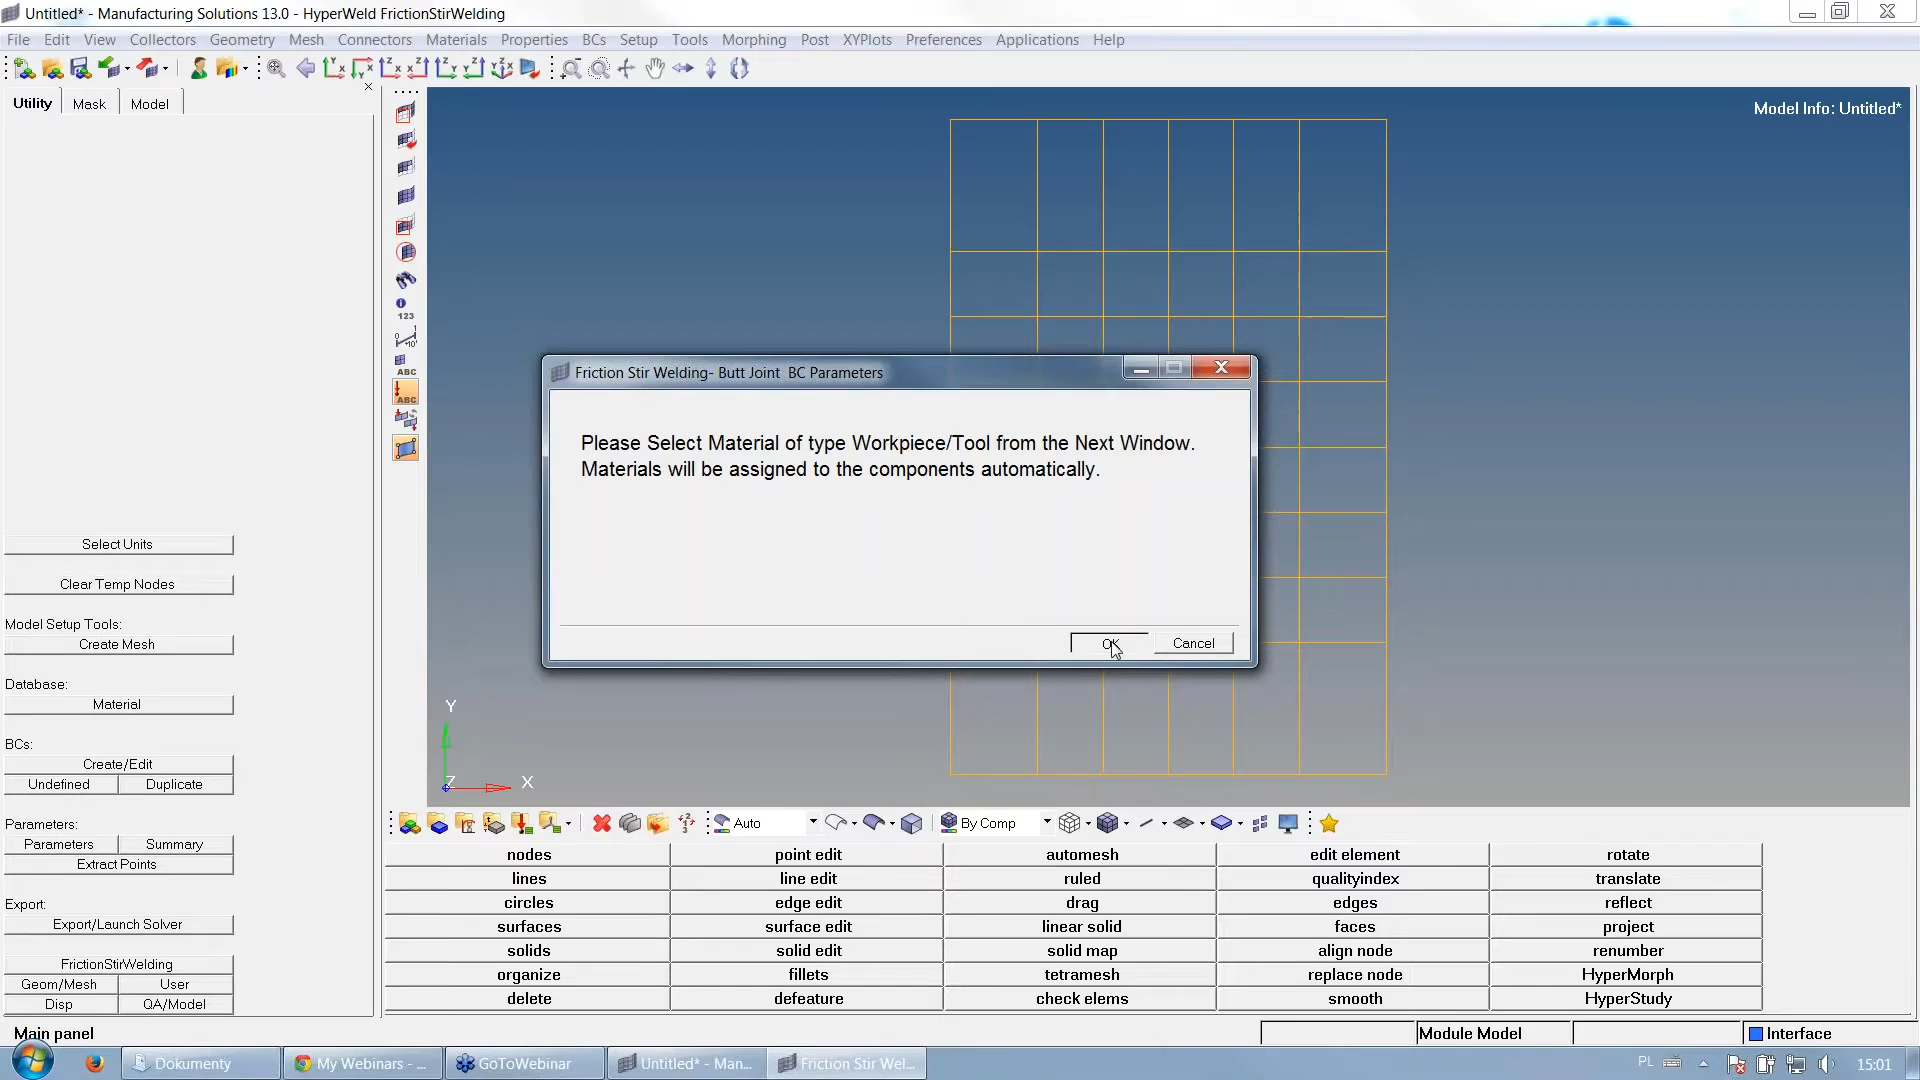 Untitled* - Manufacturing Solutions 13.0 - HyperWeld FrictionStirWelding
File Edit View Collectors Geometry Mesh Connectors Materials Properties BCs Setup Tools Morphing Post XYPlots Preferences Applications Help
Utility Mask Model
Model Info: Untitled*
123
ABC
ABC
Friction Stir Welding- Butt Joint BC Parameters
Please Select Material of type Workpiece/Tool from the Next Window.
Materials will be assigned to the components automatically.
OK Cancel
Select Units
Clear Temp Nodes
Model Setup Tools:
Create Mesh
Database:
Material
BCs:
Create/Edit
Undefined Duplicate
Parameters:
Parameters Summary
Extract Points
Export:
Export/Launch Solver
FrictionStirWelding
Geom/Mesh User
Disp QA/Model
Y
Z X
Auto By Comp
nodes point edit automesh edit element rotate
lines line edit ruled qualityindex translate
circles edge edit drag edges reflect
surfaces surface edit linear solid faces project
solids solid edit solid map align node renumber
organize fillets tetramesh replace node HyperMorph
delete defeature check elems smooth HyperStudy
Main panel Module Model Interface
Dokumenty My Webinars - ... GoToWebinar Untitled* - Man... Friction Stir Wel... PL 15:01